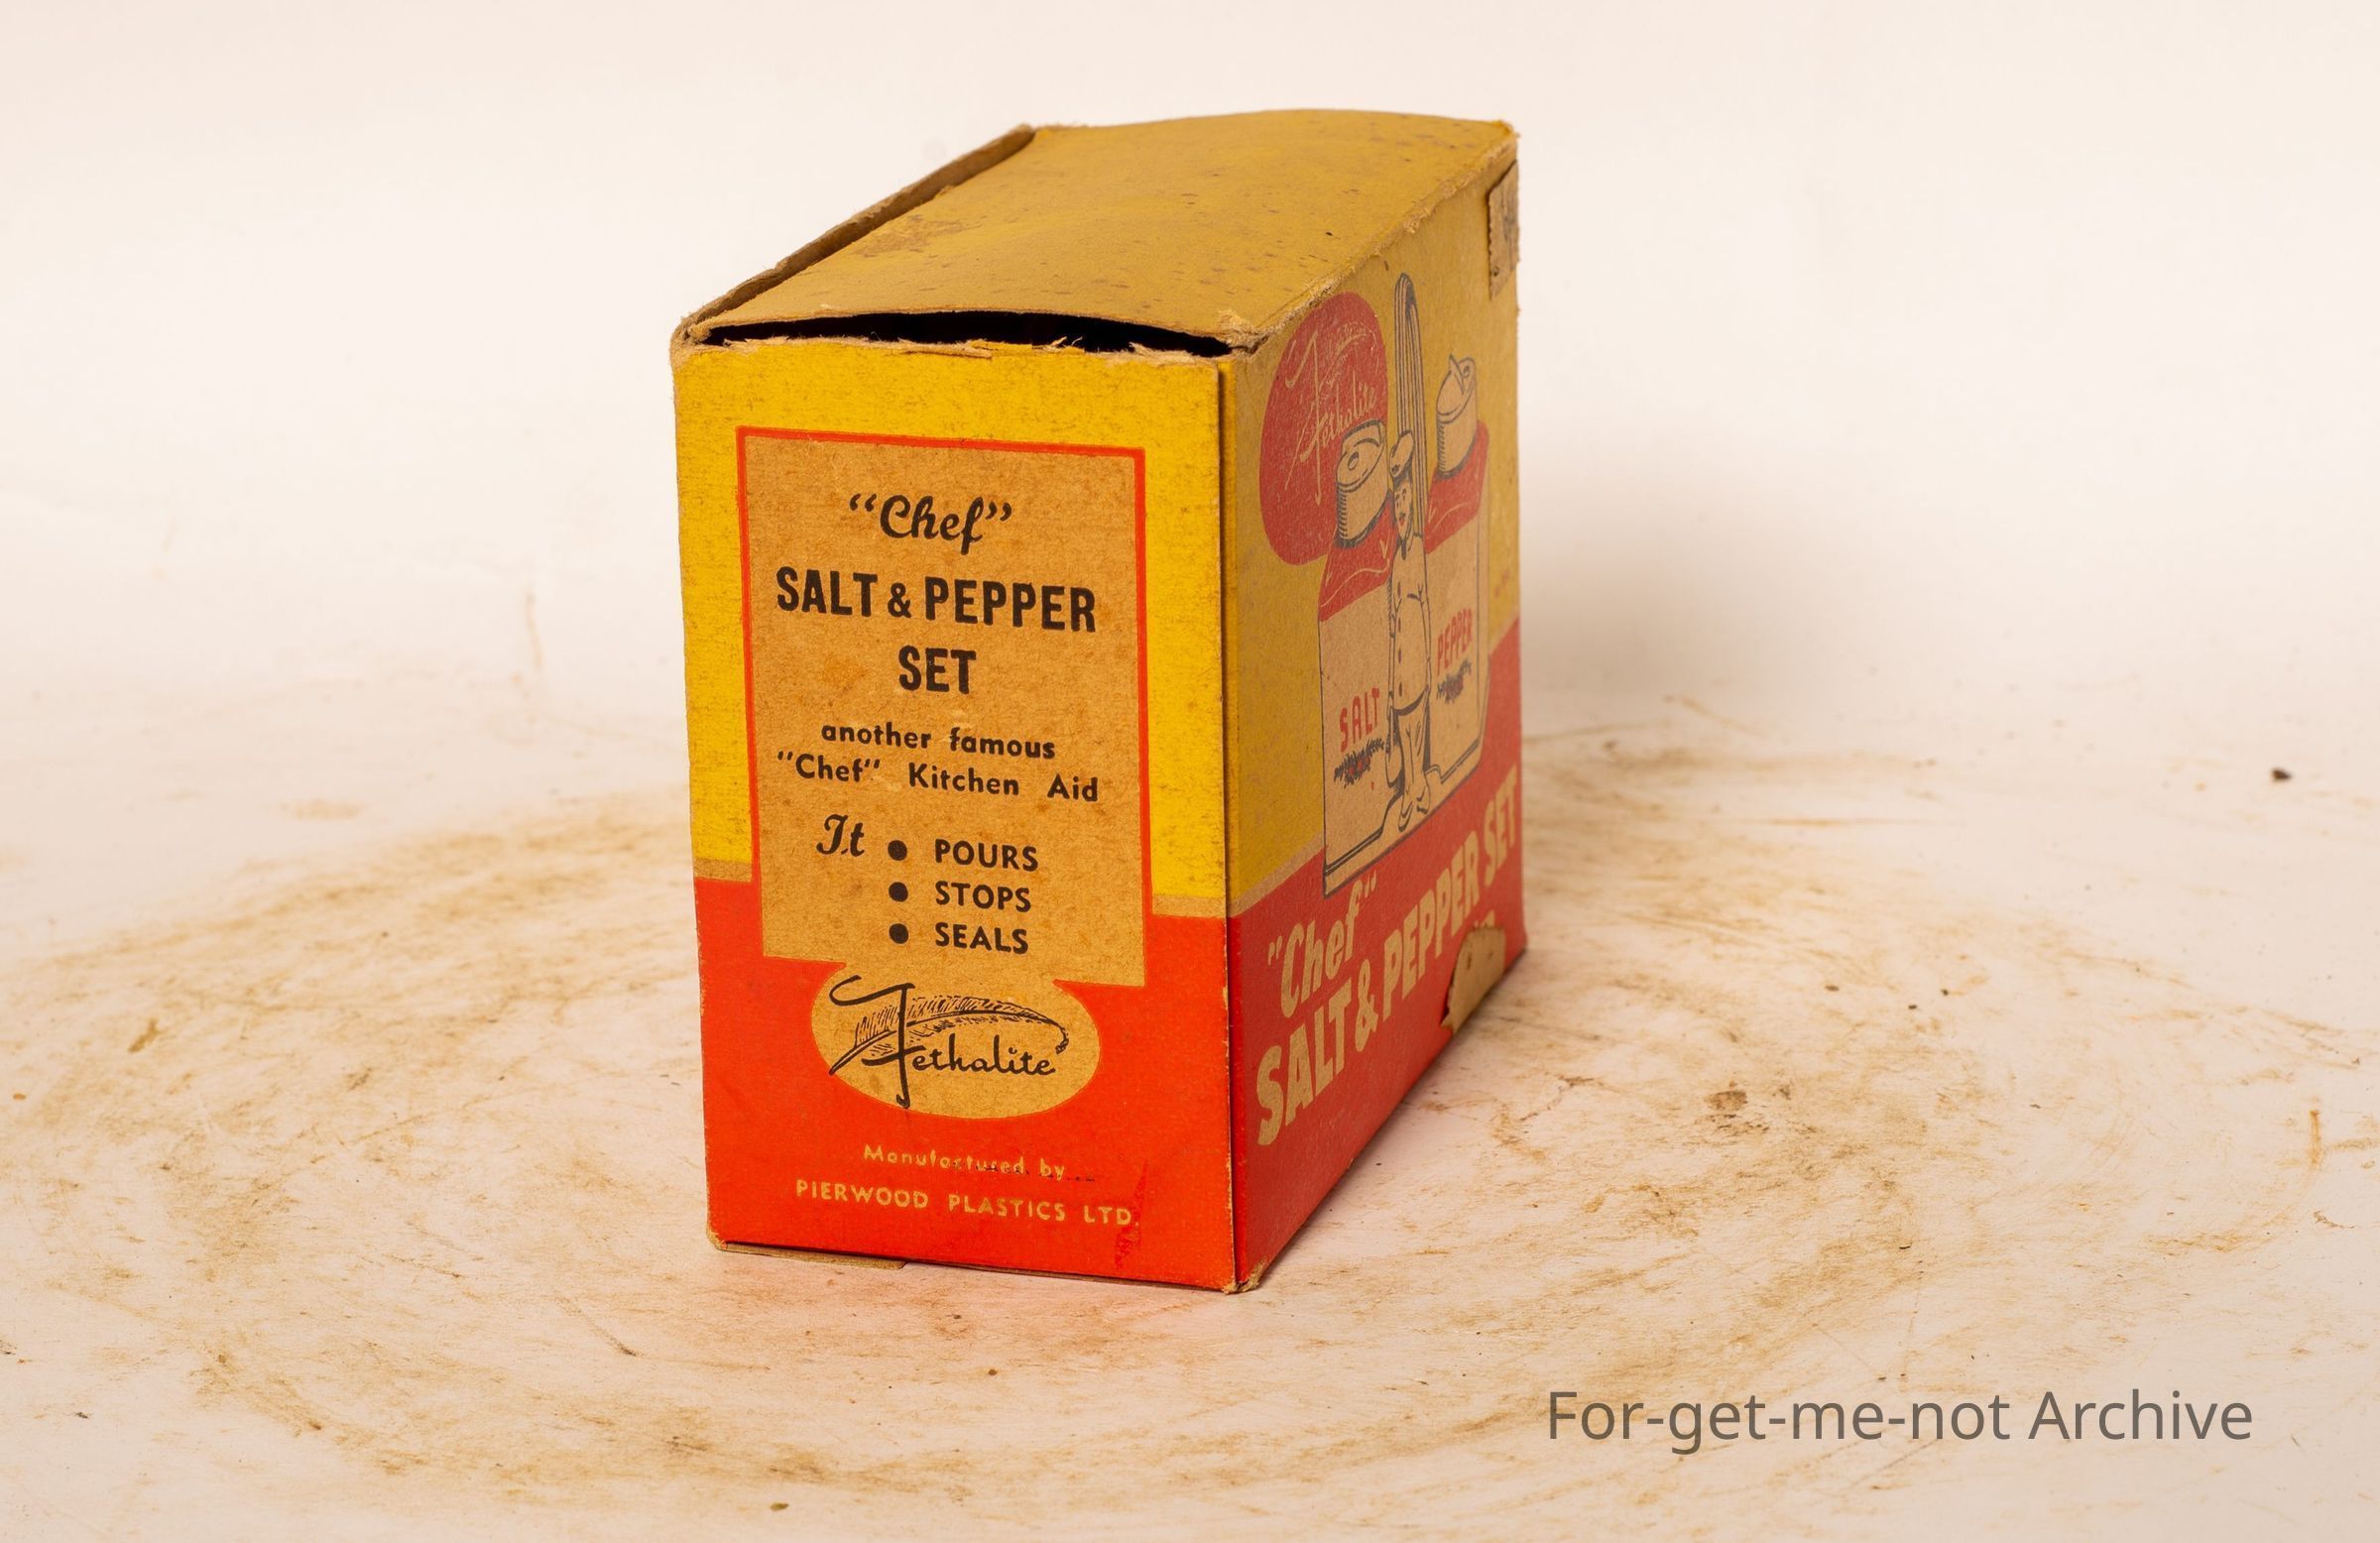 “Chef”
SALT & PEPPER
SET
another famous
"Chef" Kitchen Aid
It • POURS
• STOPS
• SEALS
Fethalite
Manufactured by
PIERWOOD PLASTICS LTD.
Fethalite
SALT
PEPPER
"Chef"
SALT & PEPPER SET
For-get-me-not Archive